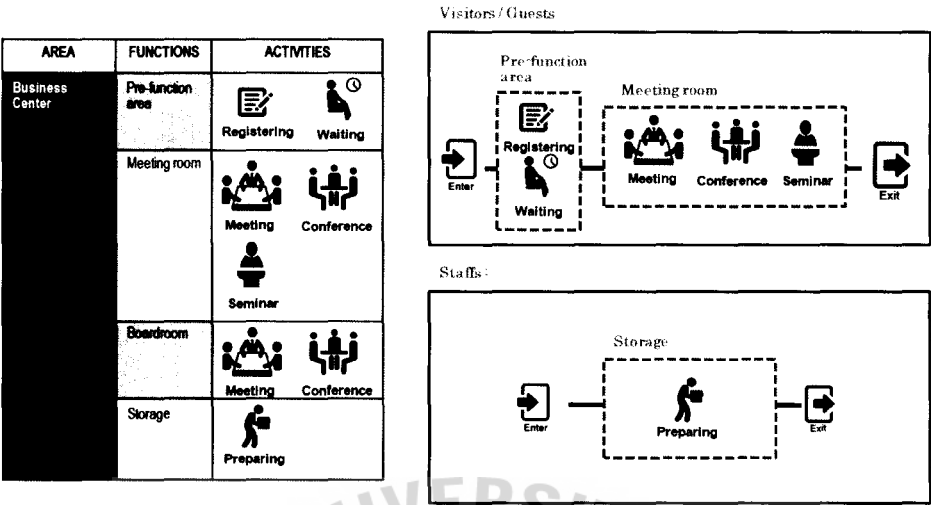 AREA FUNCTIONS ACTIVITIES
Business Center
Pre-function area
Registering Waiting
Meeting room
Meeting Conference
Seminar
Boardroom
Meeting Conference
Storage
Preparing
Visitors / Guests
Pre-function
area
Meeting room
Registering
Waiting
Enter
Meeting Conference Seminar
Exit
Staffs :
Storage
Enter
Preparing
Exit